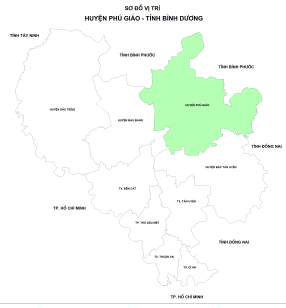 SƠ ĐỒ VỊ TRÍ
HUYỆN PHÚ GIÁO - TỈNH BÌNH DƯƠNG
TỈNH TÂY NINH
TỈNH BÌNH PHƯỚC
TỈNH BÌNH PHƯỚC
HUYỆN DẦU TIẾNG
HUYỆN PHÚ GIÁO
HUYỆN BÀU BÀNG
TỈNH ĐỒNG NAI
HUYỆN BẮC TÂN UYÊN
TX. BẾN CÁT
TX. TÂN UYÊN
TP. HỒ CHÍ MINH
TP. THỦ DẦU MỘT
TỈNH ĐỒNG NAI
TX. THUẬN AN
TX. DĨ AN
TP. HỒ CHÍ MINH